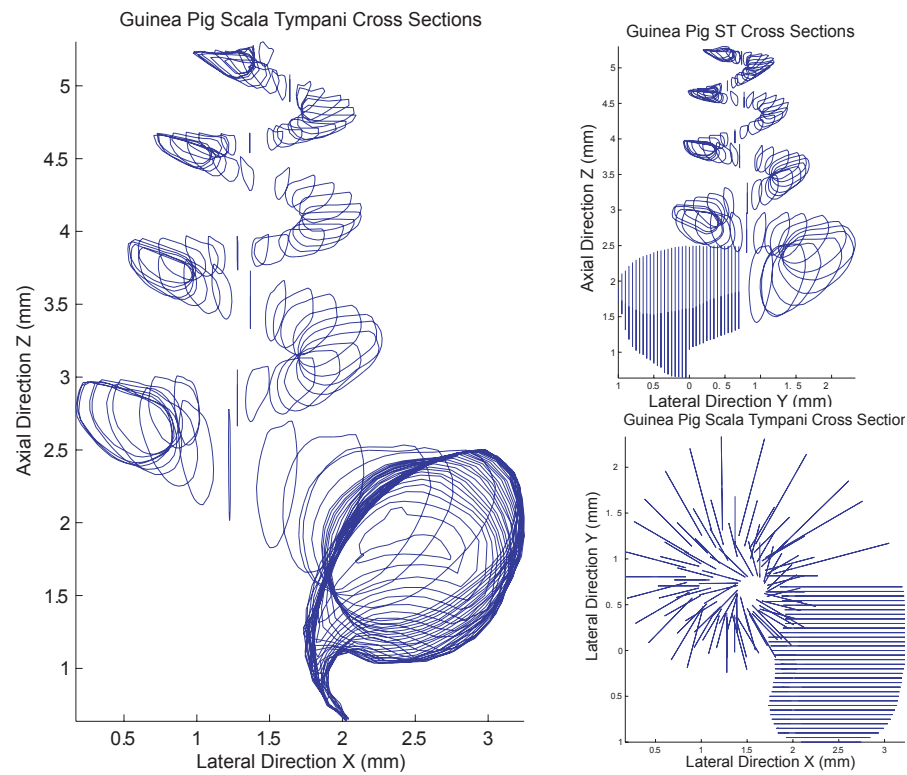 Guinea Pig Scala Tympani Cross Sections
5
4.5
4
3.5
3
2.5
2
1.5
1
Axial Direction Z (mm)
0.5 1 1.5 2 2.5 3
Lateral Direction X (mm)
Guinea Pig ST Cross Sections
5
4.5
4
3.5
3
2.5
2
1.5
1
Axial Direction Z (mm)
1 0.5 0 0.5 1 1.5 2
Lateral Direction Y (mm)
Guinea Pig Scala Tympani Cross Section
2
1.5
1
0.5
0
0.5
1
Lateral Direction Y (mm)
0.5 1 1.5 2 2.5 3
Lateral Direction X (mm)